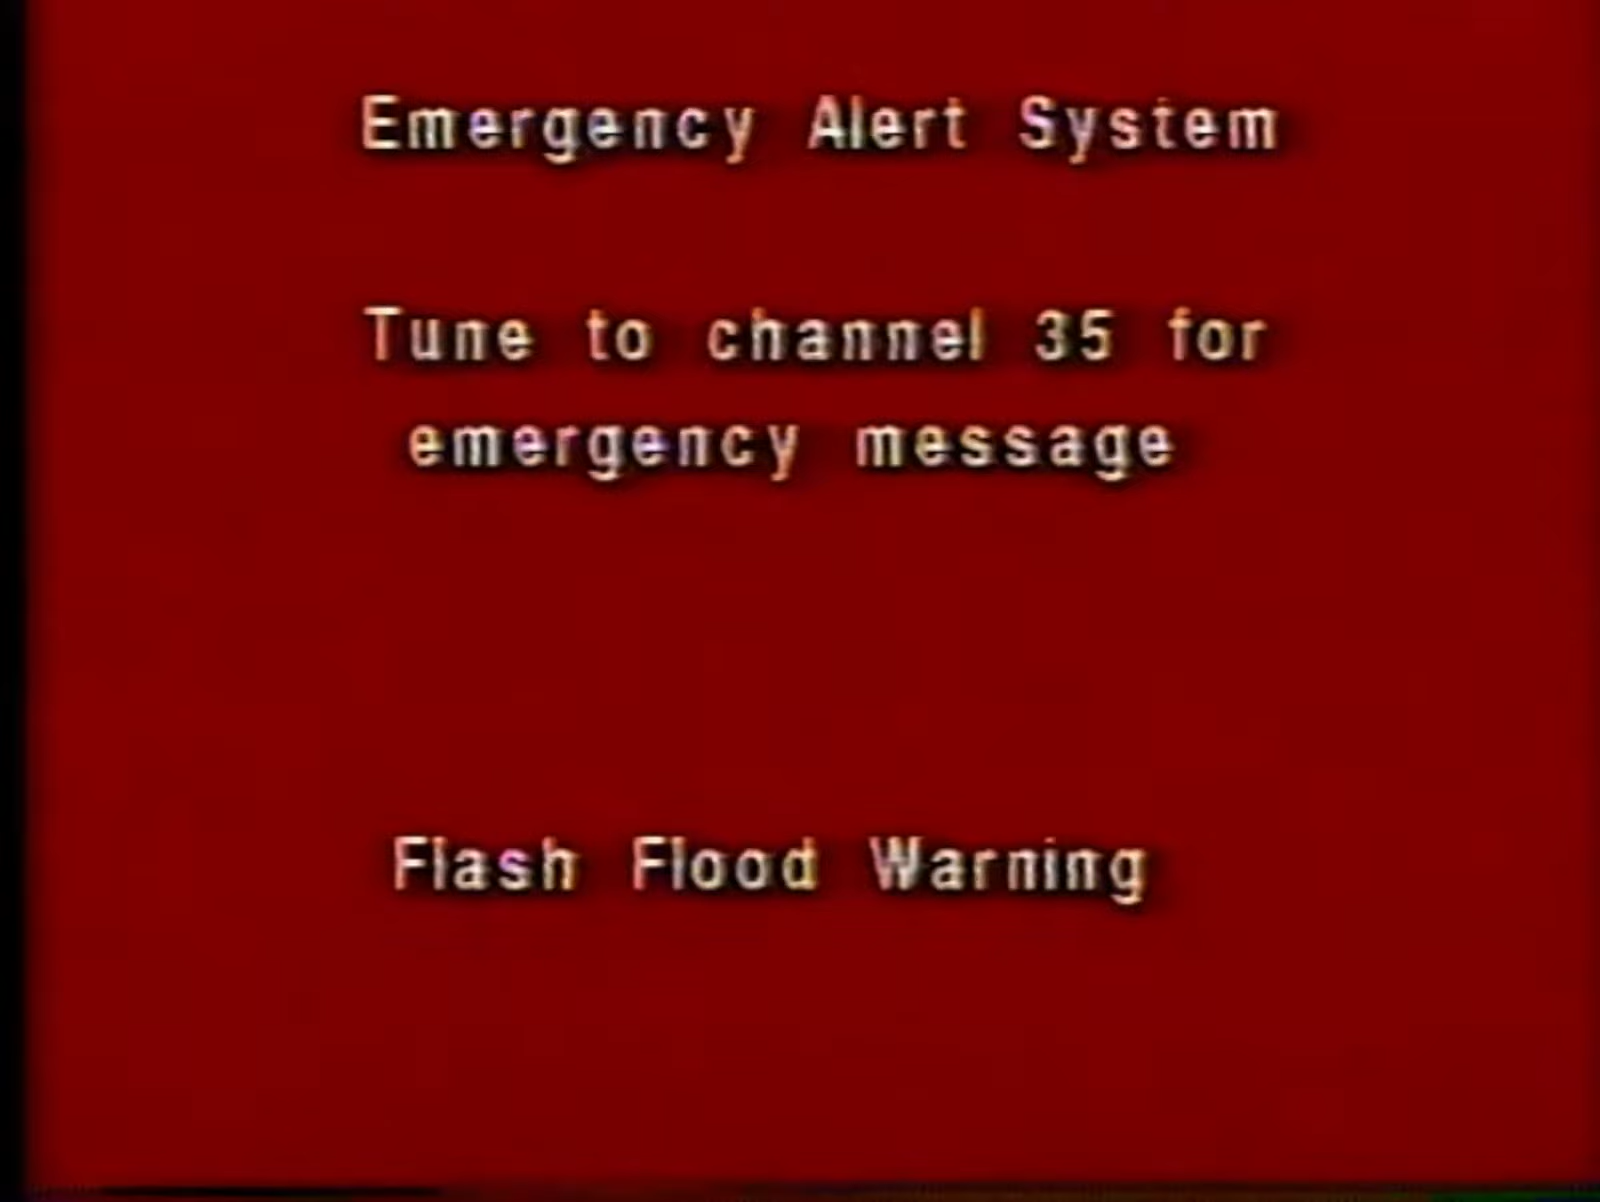 Emergency Alert System
Tune to channel 35 for
emergency message
Flash Flood Warning